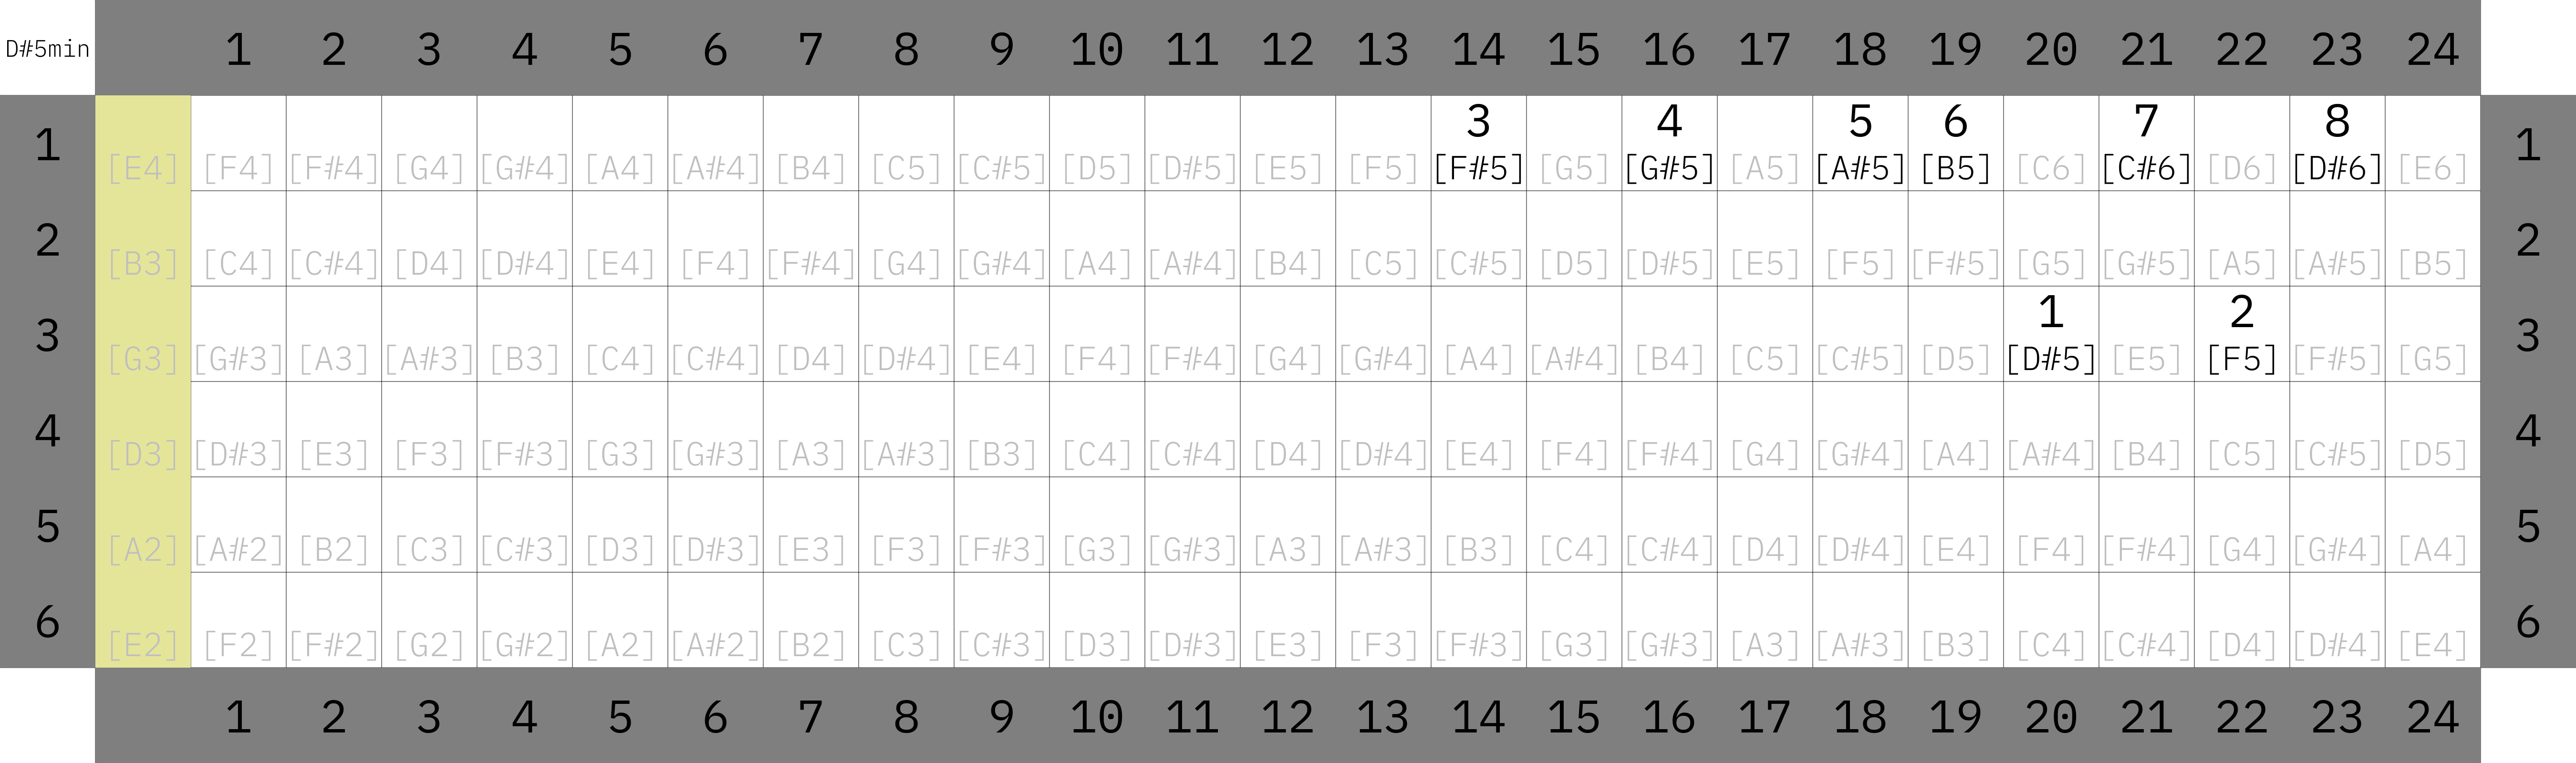 D#5min 1 2 3 4 5 6 7 8 9 10 11 12 13 14 15 16 17 18 19 20 21 22 23 24
3 4 5 6 7 8
1 [E4] [F4] [F#4] [G4] [G#4] [A4] [A#4] [B4] [C5] [C#5] [D5] [D#5] [E5] [F5] [F#5] [G5] [G#5] [A5] [A#5] [B5] [C6] [C#6] [D6] [D#6] [E6] 1
2 [B3] [C4] [C#4] [D4] [D#4] [E4] [F4] [F#4] [G4] [G#4] [A4] [A#4] [B4] [C5] [C#5] [D5] [D#5] [E5] [F5] [F#5] [G5] [G#5] [A5] [A#5] [B5] 2
1 2
3 [G3] [G#3] [A3] [A#3] [B3] [C4] [C#4] [D4] [D#4] [E4] [F4] [F#4] [G4] [G#4] [A4] [A#4] [B4] [C5] [C#5] [D5] [D#5] [E5] [F5] [F#5] [G5] 3
4 [D3] [D#3] [E3] [F3] [F#3] [G3] [G#3] [A3] [A#3] [B3] [C4] [C#4] [D4] [D#4] [E4] [F4] [F#4] [G4] [G#4] [A4] [A#4] [B4] [C5] [C#5] [D5] 4
5 [A2] [A#2] [B2] [C3] [C#3] [D3] [D#3] [E3] [F3] [F#3] [G3] [G#3] [A3] [A#3] [B3] [C4] [C#4] [D4] [D#4] [E4] [F4] [F#4] [G4] [G#4] [A4] 5
6 [E2] [F2] [F#2] [G2] [G#2] [A2] [A#2] [B2] [C3] [C#3] [D3] [D#3] [E3] [F3] [F#3] [G3] [G#3] [A3] [A#3] [B3] [C4] [C#4] [D4] [D#4] [E4] 6
1 2 3 4 5 6 7 8 9 10 11 12 13 14 15 16 17 18 19 20 21 22 23 24